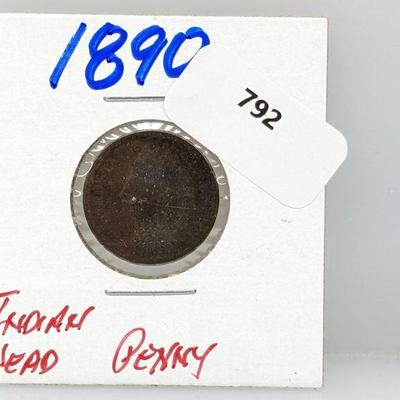 1890
792
INDIAN
HEAD PENNY